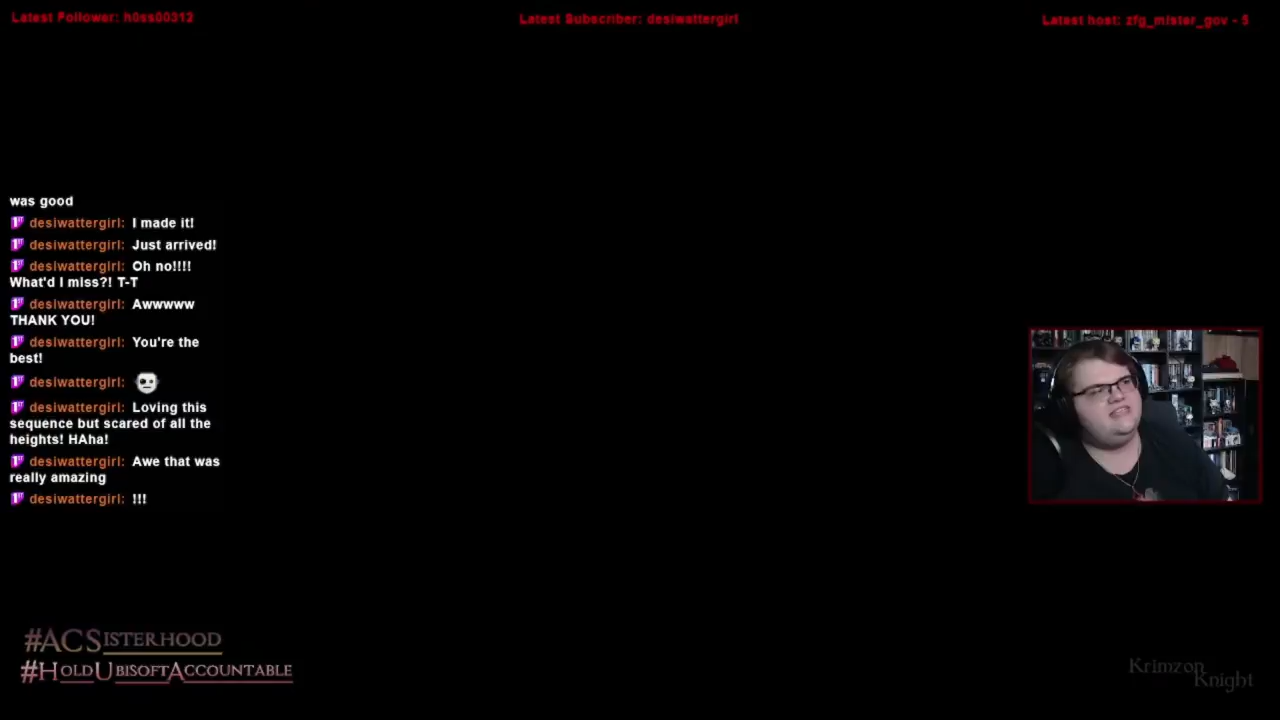 Latest Follower: h0ss00312
Latest Subscriber: desiwattergirl
Latest host: zfg_mister_gov - 5
was good
desiwattergirl: I made it!
desiwattergirl: Just arrived!
desiwattergirl: Oh no!!!!
What'd I miss?! T-T
desiwattergirl: Awwwww
THANK YOU!
desiwattergirl: You're the
best!
desiwattergirl:
desiwattergirl: Loving this
sequence but scared of all the
heights! HAha!
desiwattergirl: Awe that was
really amazing
desiwattergirl: !!!
#ACSisterhood
#HoldUbisoftAccountable
Krimzon
Knight